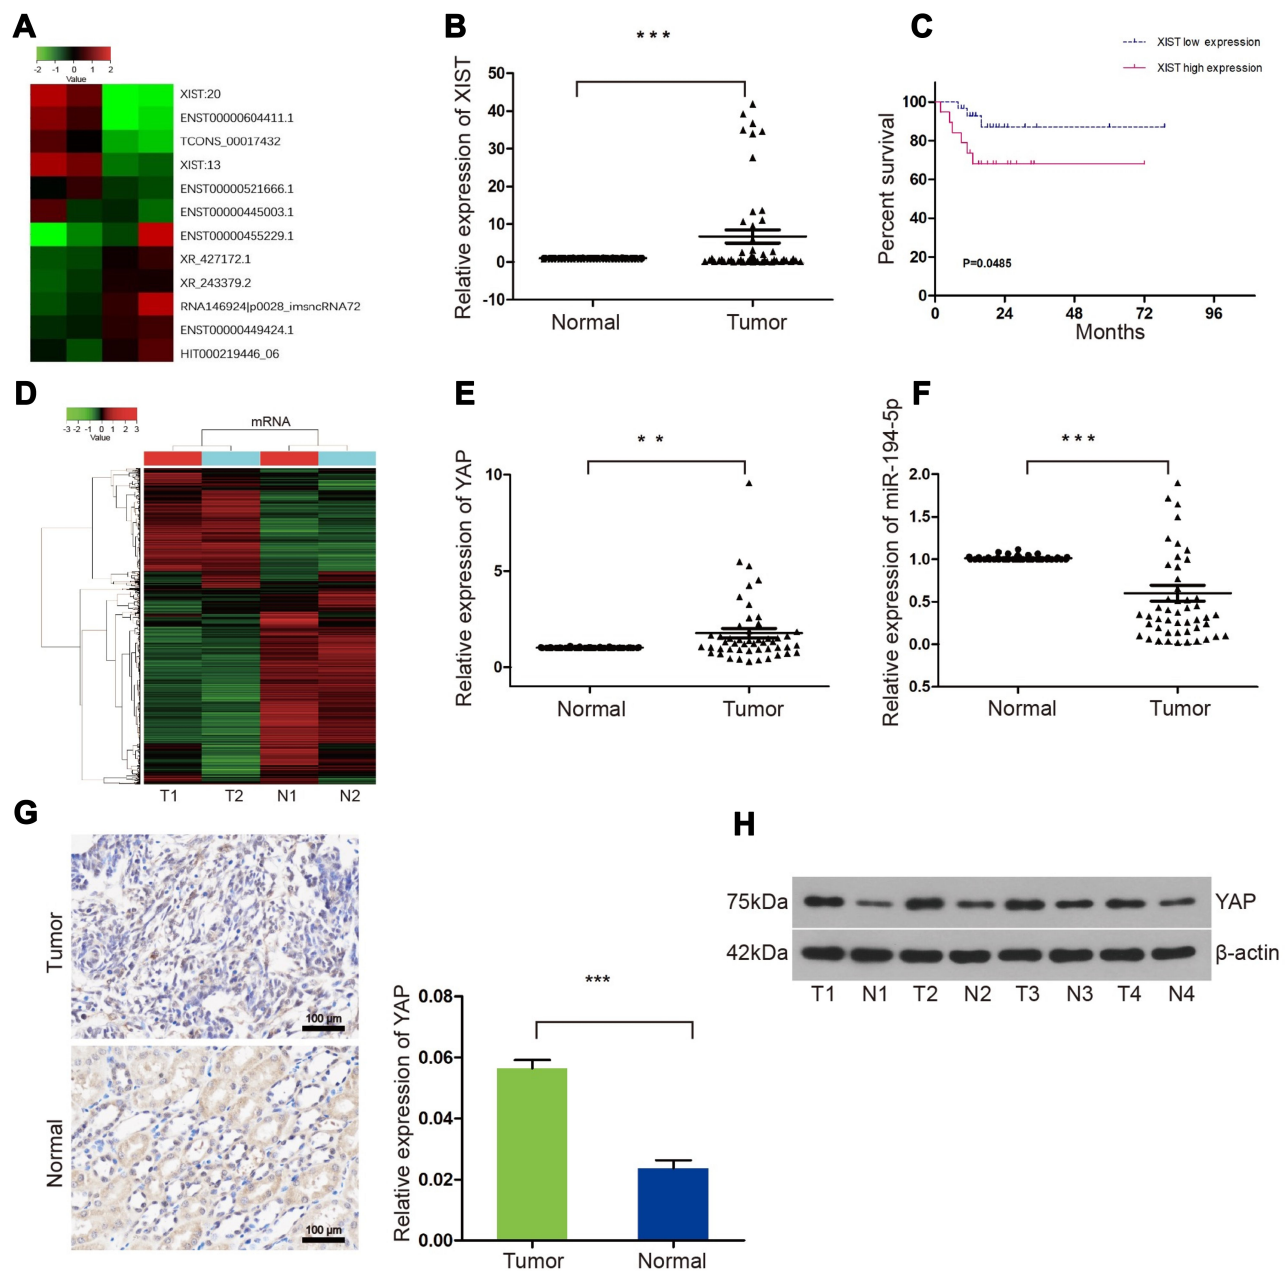 A
-2 -1 0 1 2
Value
XIST:20
ENST00000604411.1
TCONS_00017432
XIST:13
ENST00000521666.1
ENST00000445003.1
ENST00000455229.1
XR_427172.1
XR_243379.2
RNA146924|p0028_imsncRNA72
ENST00000449424.1
HIT000219446_06
B
***
Relative expression of XIST
50
40
30
20
10
0
-10
Normal Tumor
C
XIST low expression
XIST high expression
Percent survival
100
80
60
40
20
0
P=0.0485
0 24 48 72 96
Months
D
-3 -2 -1 0 1 2 3
Value
mRNA
T1 T2 N1 N2
E
**
Relative expression of YAP
10
5
0
Normal Tumor
F
***
Relative expression of miR-194-5p
2.0
1.5
1.0
0.5
0.0
0.5
Normal Tumor
G
Tumor
100 μm
Normal
100 μm
***
Relative expression of YAP
0.08
0.06
0.04
0.02
0.00
Tumor Normal
H
75kDa YAP
42kDa β-actin
T1 N1 T2 N2 T3 N3 T4 N4